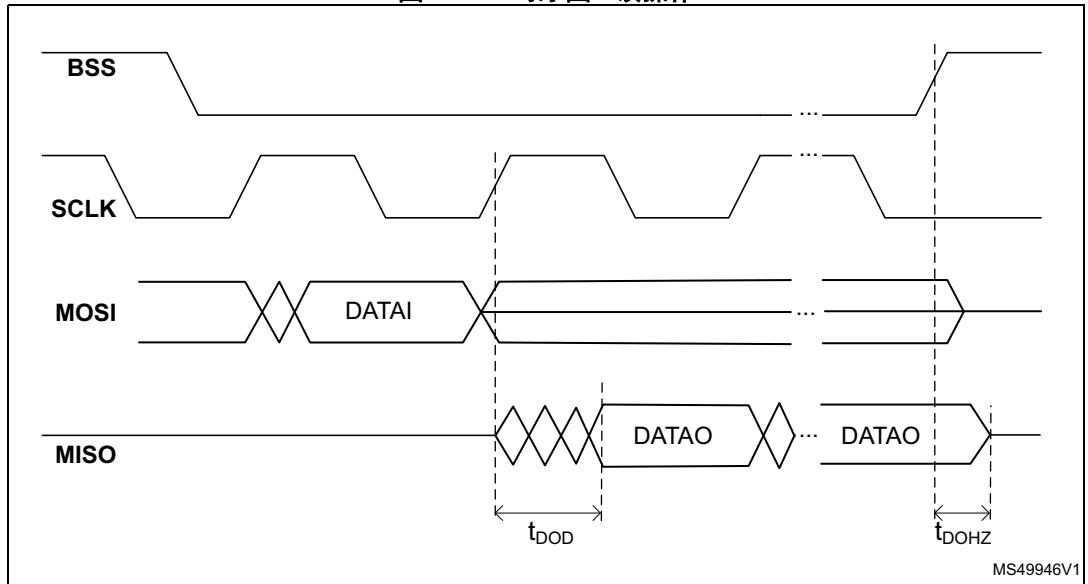 BSS
...
SCLK
...
MOSI
DATAI
...
MISO
DATAO
...
DATAO
tDOD
tDOHZ
MS49946V1